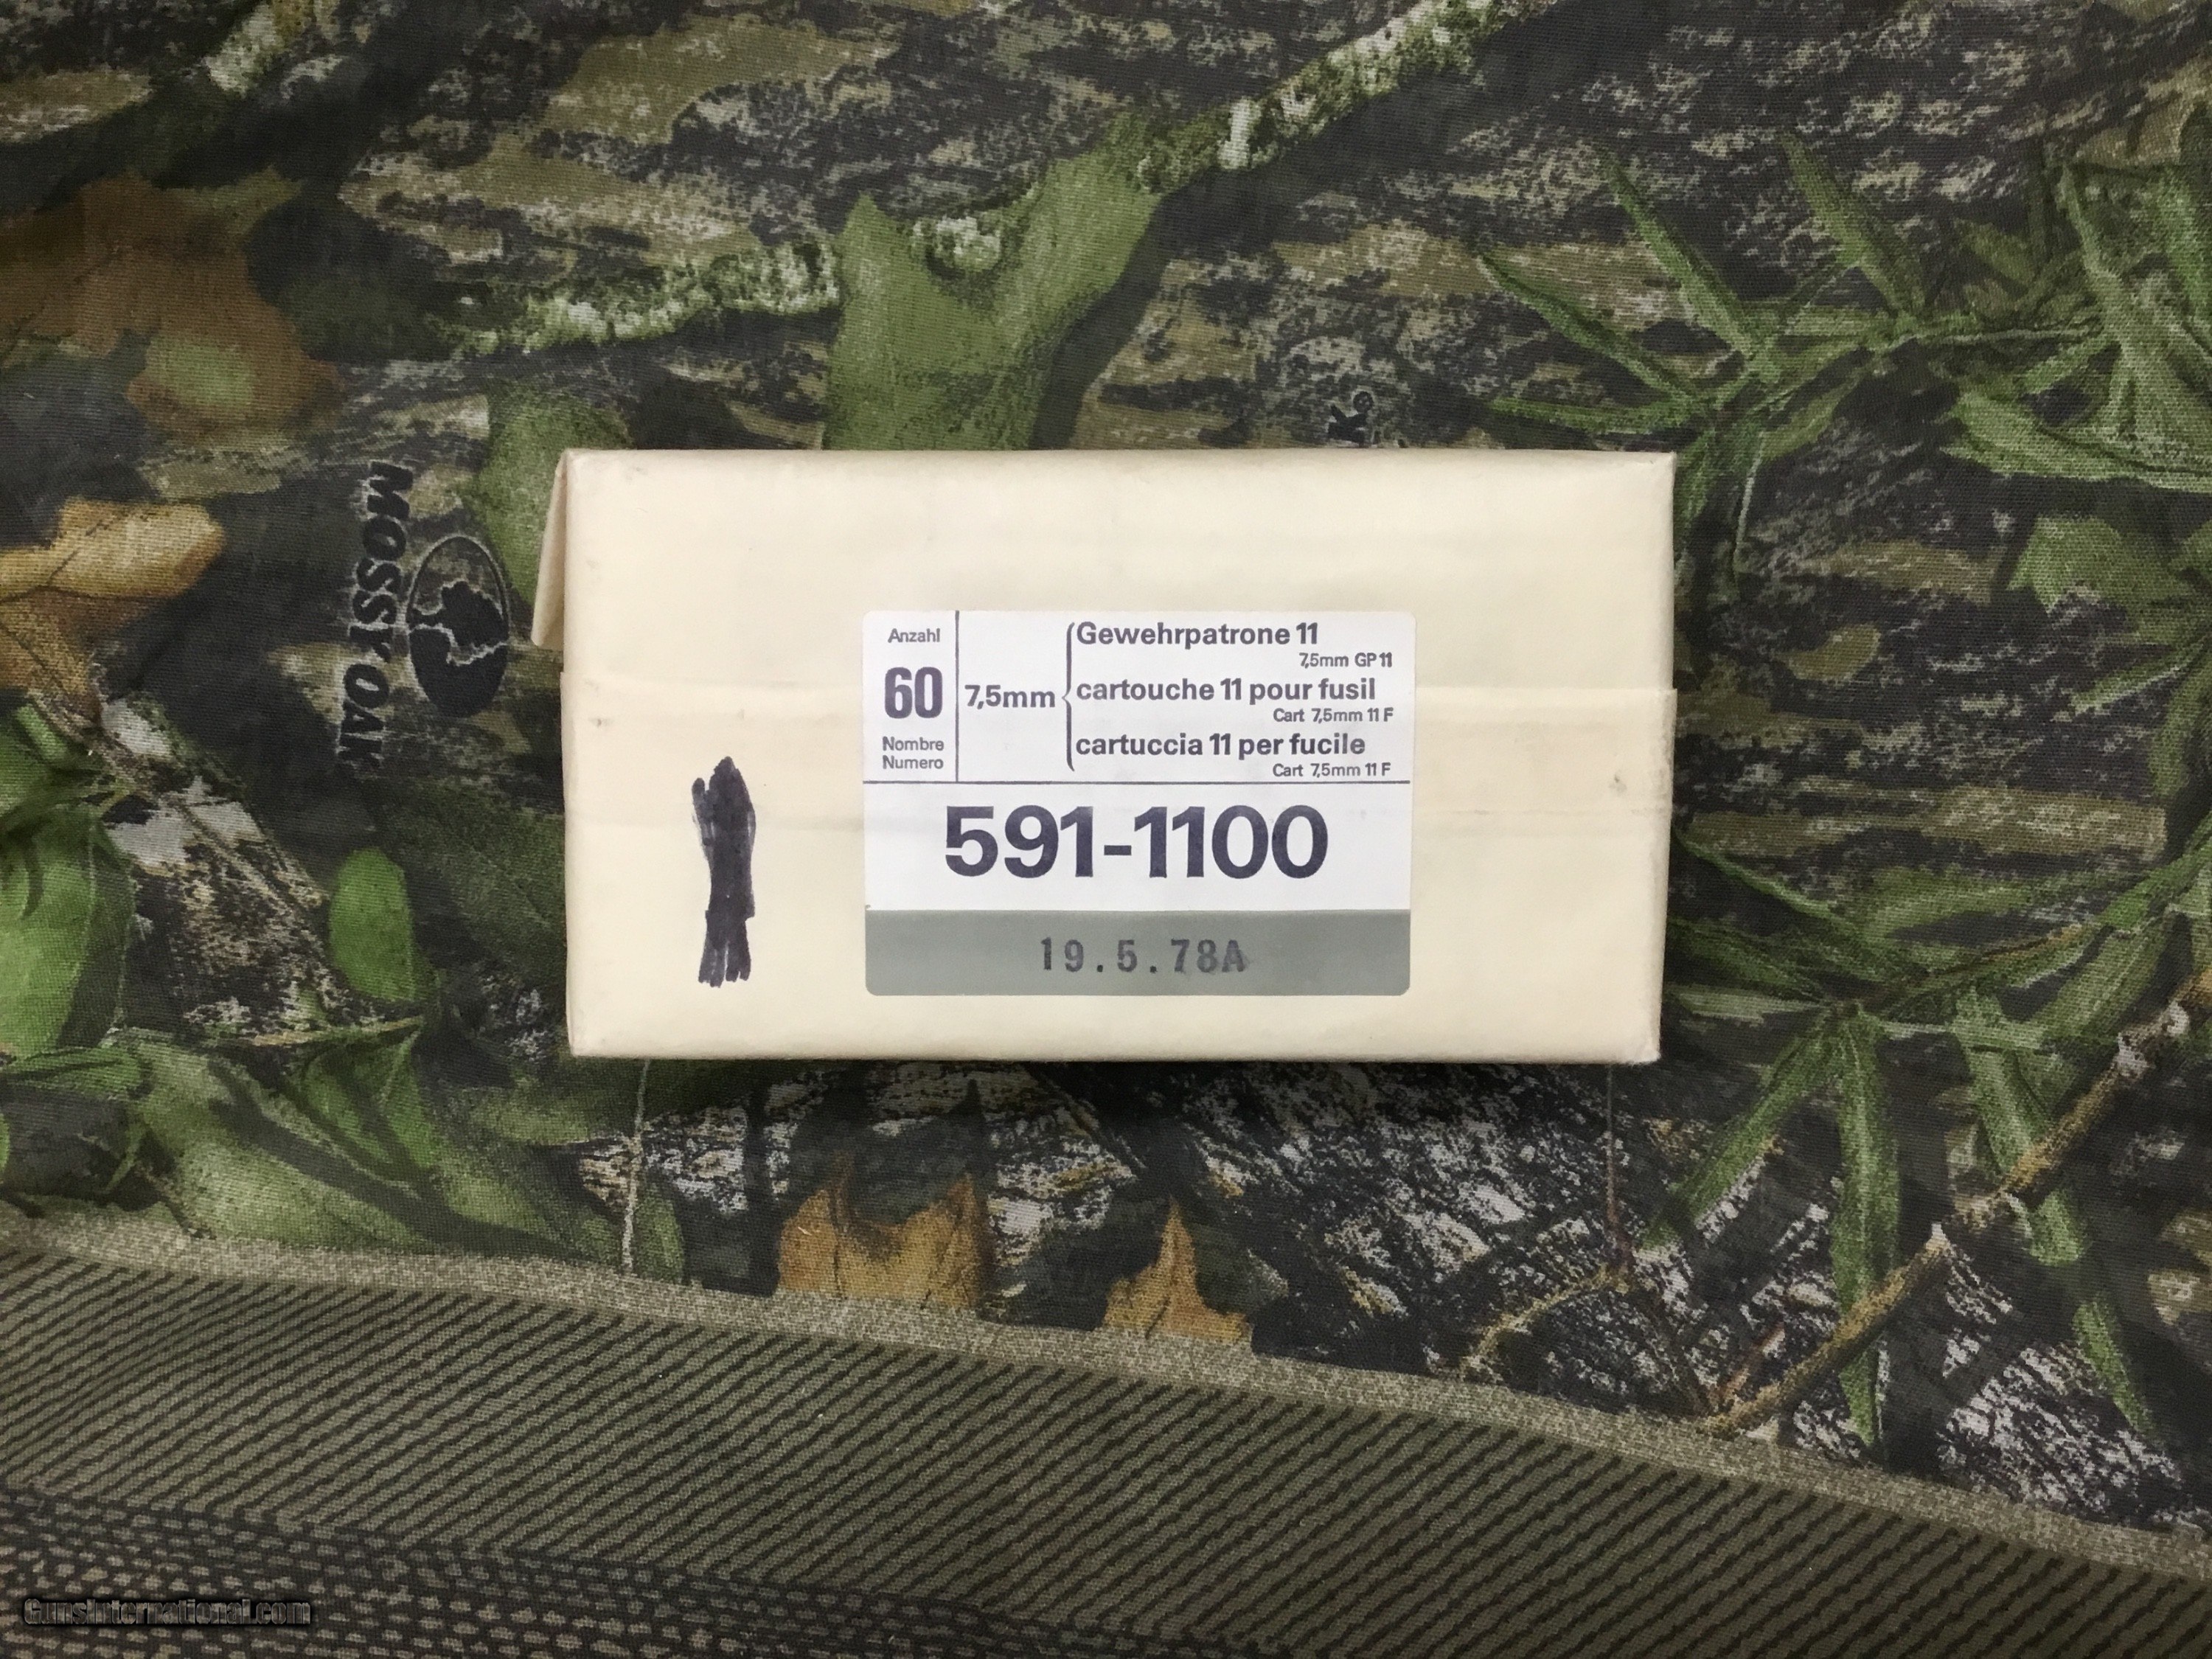 K®
MOSSY OAK
Anzahl
60
Nombre
Numero
7,5mm
Gewehrpatrone 11
7,5mm GP 11
cartouche 11 pour fusil
Cart 7,5mm 11 F
cartuccia 11 per fucile
Cart 7,5mm 11 F
591-1100
19.5.78A
GunsInternational.com